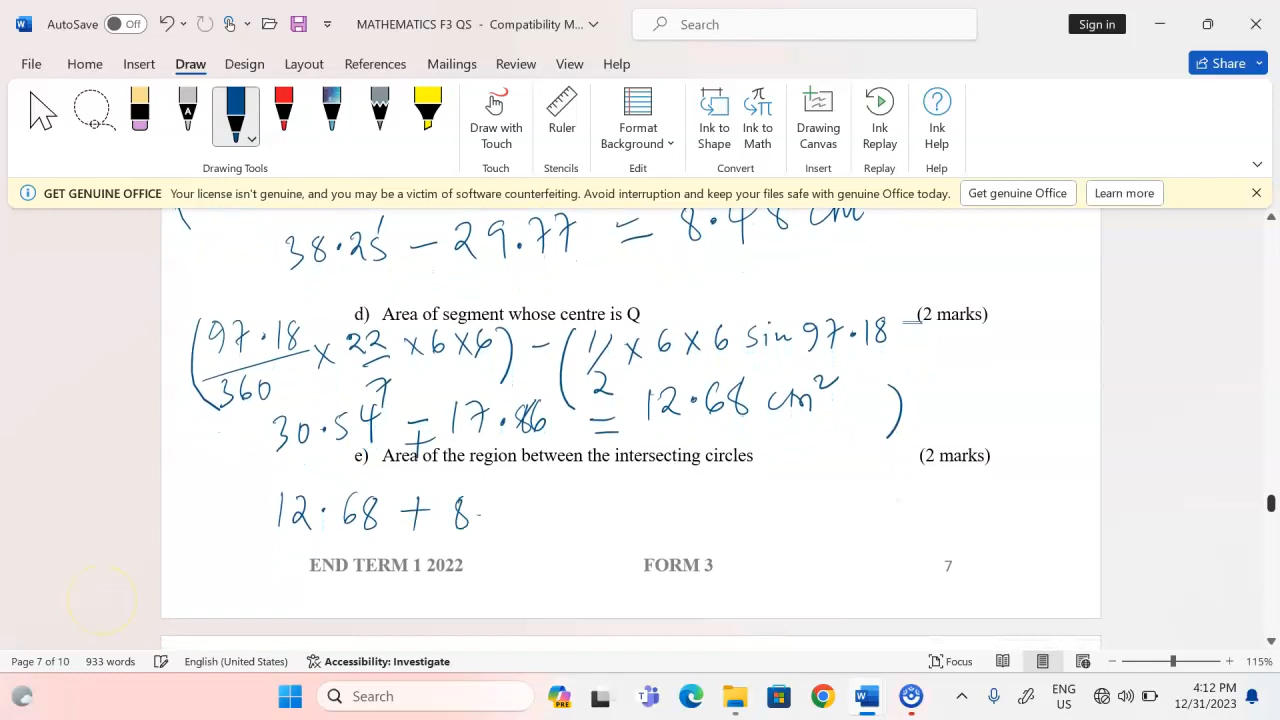 AutoSave Off MATHEMATICS F3 QS - Compatibility M... Search Sign in
File Home Insert Draw Design Layout References Mailings Review View Help Share
Draw with Touch Ruler Format Background Ink to Shape Ink to Math Drawing Canvas Ink Replay Ink Help
Drawing Tools Touch Stencils Edit Convert Insert Replay Help
GET GENUINE OFFICE Your license isn't genuine, and you may be a victim of software counterfeiting. Avoid interruption and keep your files safe with genuine Office today. Get genuine Office Learn more
38.25 - 29.77 = 8.48 cm
d) Area of segment whose centre is Q (2 marks)
(97.18/360 × 22/7 × 6 × 6) - (1/2 × 6 × 6 sin 97.18 =
30.54 - 17.86 = 12.68 cm² )
e) Area of the region between the intersecting circles (2 marks)
12.68 + 8.
END TERM 1 2022 FORM 3 7
Page 7 of 10 933 words English (United States) Accessibility: Investigate Focus 115%
Search PRE ENG US 4:12 PM 12/31/2023